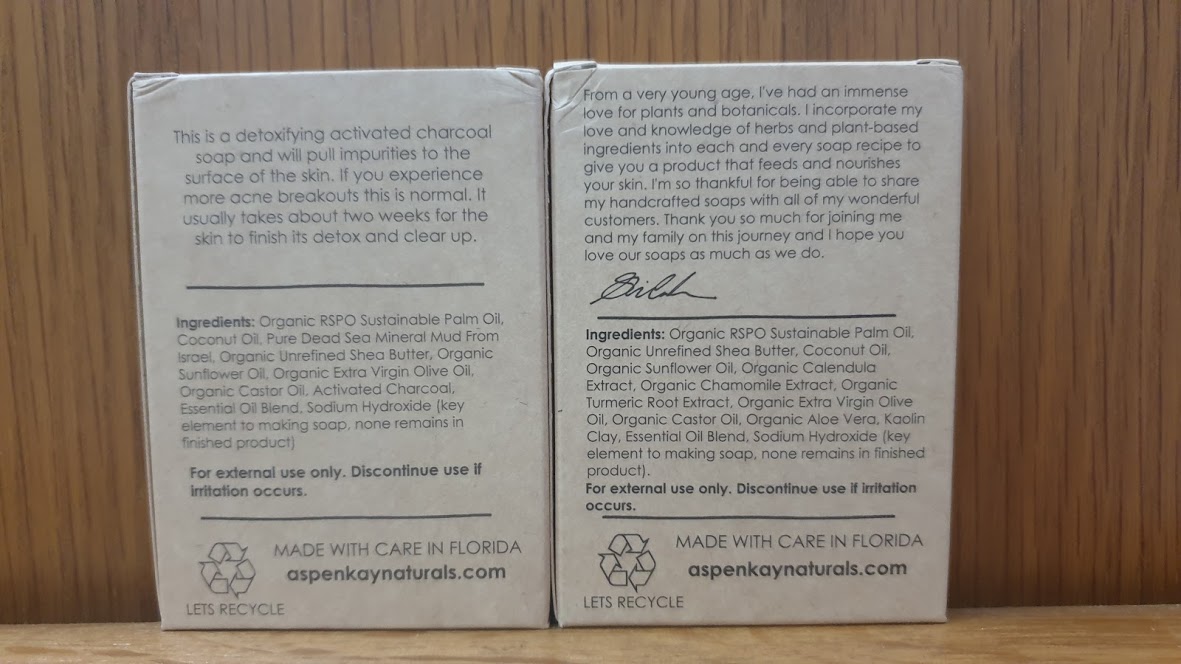 This is a detoxifying activated charcoal
soap and will pull impurities to the
surface of the skin. If you experience
more acne breakouts this is normal. It
usually takes about two weeks for the
skin to finish its detox and clear up.
Ingredients: Organic RSPO Sustainable Palm Oil,
Coconut Oil, Pure Dead Sea Mineral Mud From
Israel, Organic Unrefined Shea Butter, Organic
Sunflower Oil, Organic Extra Virgin Olive Oil,
Organic Castor Oil, Activated Charcoal,
Essential Oil Blend, Sodium Hydroxide (key
element to making soap, none remains in
finished product)
For external use only. Discontinue use if
irritation occurs.
MADE WITH CARE IN FLORIDA
aspenkaynaturals.com
LETS RECYCLE
From a very young age, I've had an immense
love for plants and botanicals. I incorporate my
love and knowledge of herbs and plant-based
ingredients into each and every soap recipe to
give you a product that feeds and nourishes
your skin. I'm so thankful for being able to share
my handcrafted soaps with all of my wonderful
customers. Thank you so much for joining me
and my family on this journey and I hope you
love our soaps as much as we do.
Ingredients: Organic RSPO Sustainable Palm Oil,
Organic Unrefined Shea Butter, Coconut Oil,
Organic Sunflower Oil, Organic Calendula
Extract, Organic Chamomile Extract, Organic
Turmeric Root Extract, Organic Extra Virgin Olive
Oil, Organic Castor Oil, Organic Aloe Vera, Kaolin
Clay, Essential Oil Blend, Sodium Hydroxide (key
element to making soap, none remains in finished
product).
For external use only. Discontinue use if irritation
occurs.
MADE WITH CARE IN FLORIDA
aspenkaynaturals.com
LETS RECYCLE